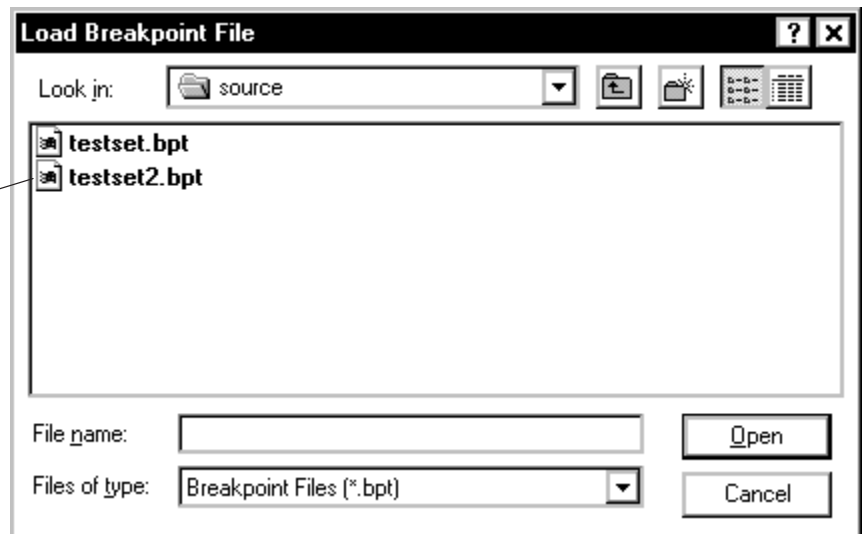 Load Breakpoint File
Look in: source
testset.bpt
testset2.bpt
File name:
Open
Files of type: Breakpoint Files (*.bpt)
Cancel